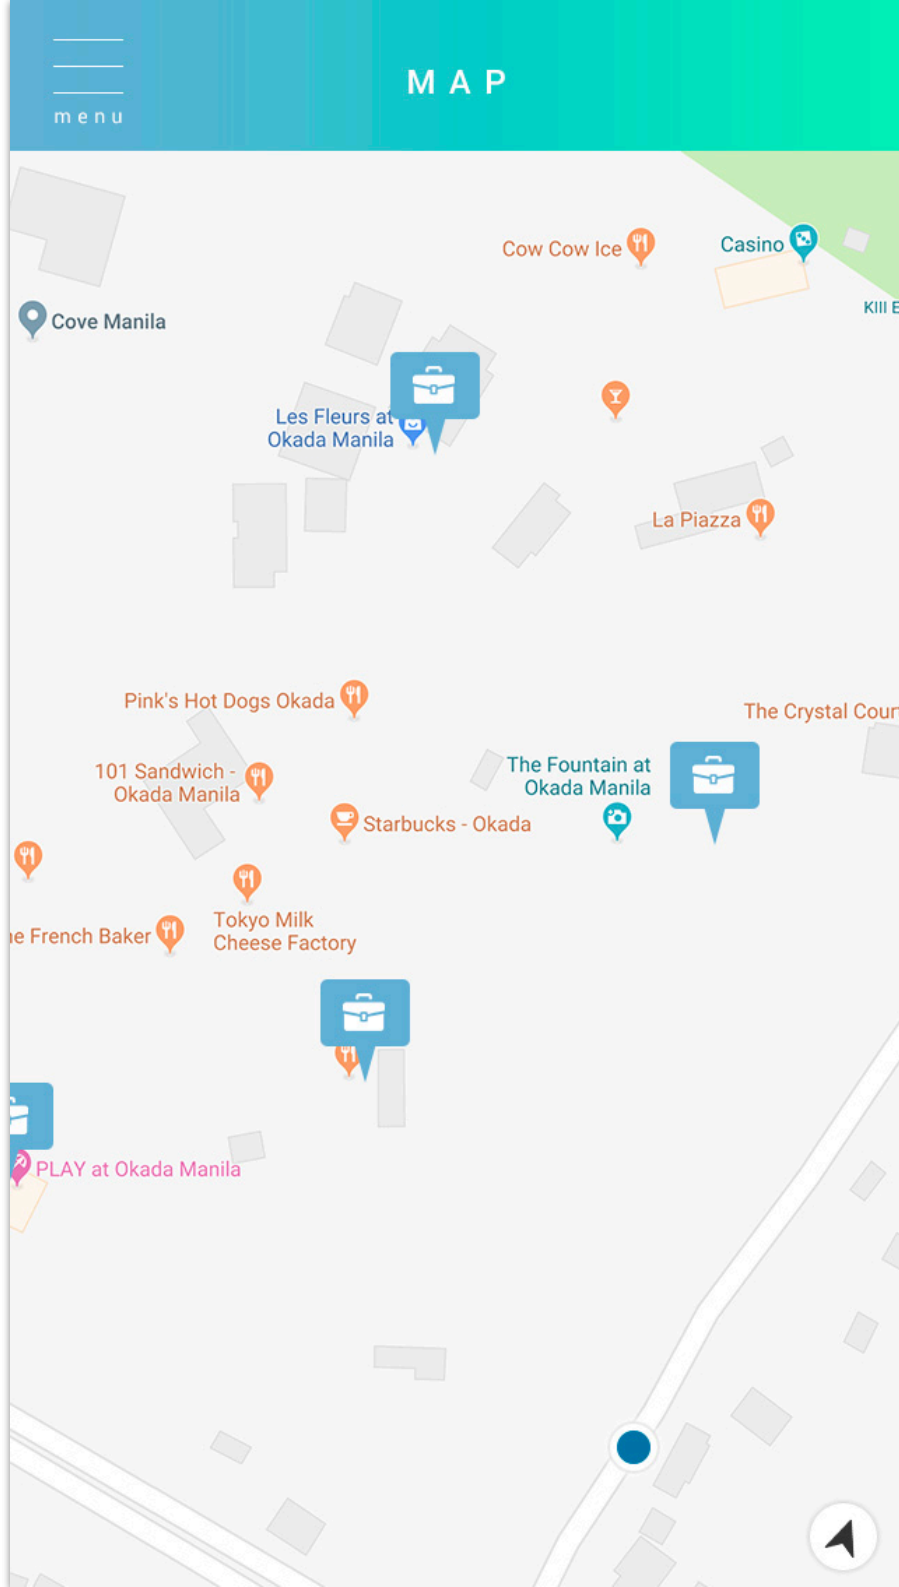 MAP
menu
Cow Cow Ice
Casino
KIII
Cove Manila
Les Fleurs at
Okada Manila
La Piazza
Pink's Hot Dogs Okada
The Crystal Cour
The Fountain at
Okada Manila
101 Sandwich -
Okada Manila
Starbucks - Okada
Tokyo Milk
Cheese Factory
e French Baker
PLAY at Okada Manila